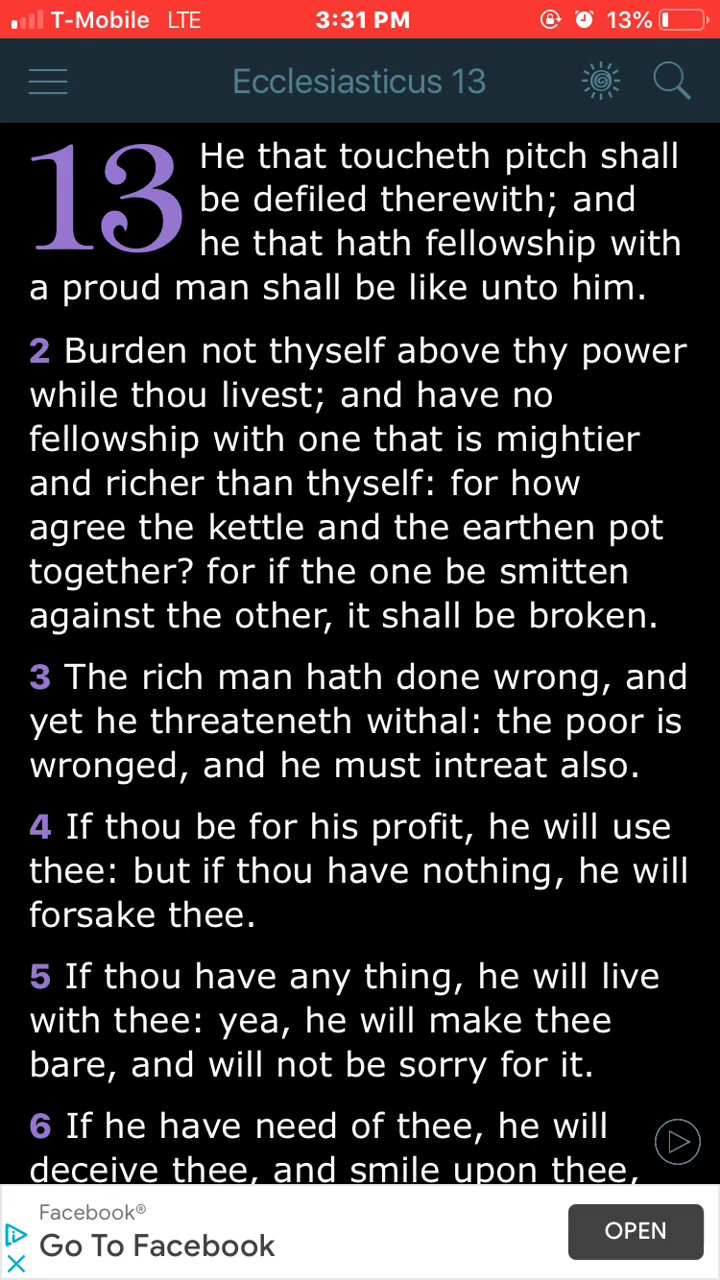 T-Mobile LTE 3:31 PM 13%
Ecclesiasticus 13
13 He that toucheth pitch shall
be defiled therewith; and
he that hath fellowship with
a proud man shall be like unto him.
2 Burden not thyself above thy power
while thou livest; and have no
fellowship with one that is mightier
and richer than thyself: for how
agree the kettle and the earthen pot
together? for if the one be smitten
against the other, it shall be broken.
3 The rich man hath done wrong, and
yet he threateneth withal: the poor is
wronged, and he must intreat also.
4 If thou be for his profit, he will use
thee: but if thou have nothing, he will
forsake thee.
5 If thou have any thing, he will live
with thee: yea, he will make thee
bare, and will not be sorry for it.
6 If he have need of thee, he will
deceive thee, and smile upon thee,
Facebook®
Go To Facebook
OPEN